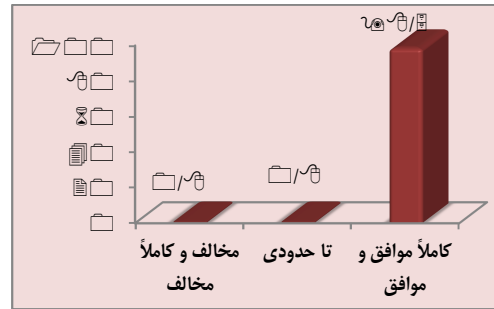 🗁🗀🗀
🖰🗀
⌛🗀
🗐🗀
🗎🗀
🗀
🗀/🖰
🗀/🖰
🖲🖰/🗄
مخالف و کاملاً
مخالف
تا حدودی
کاملاً موافق و
موافق